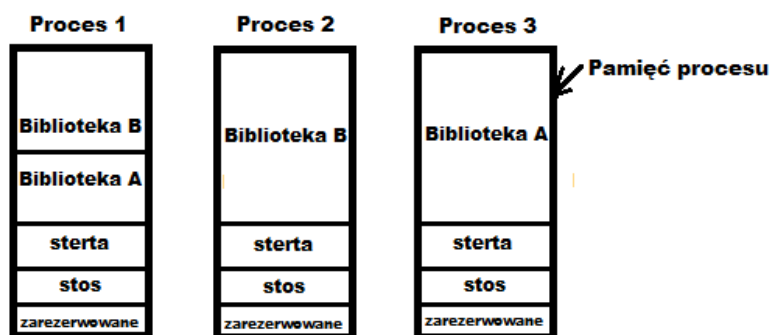 Proces 1
Proces 2
Proces 3
Pamięć procesu
Biblioteka B
Biblioteka A
sterta
stos
zarezerwowane
Biblioteka B
sterta
stos
zarezerwowane
Biblioteka A
sterta
stos
zarezerwowane